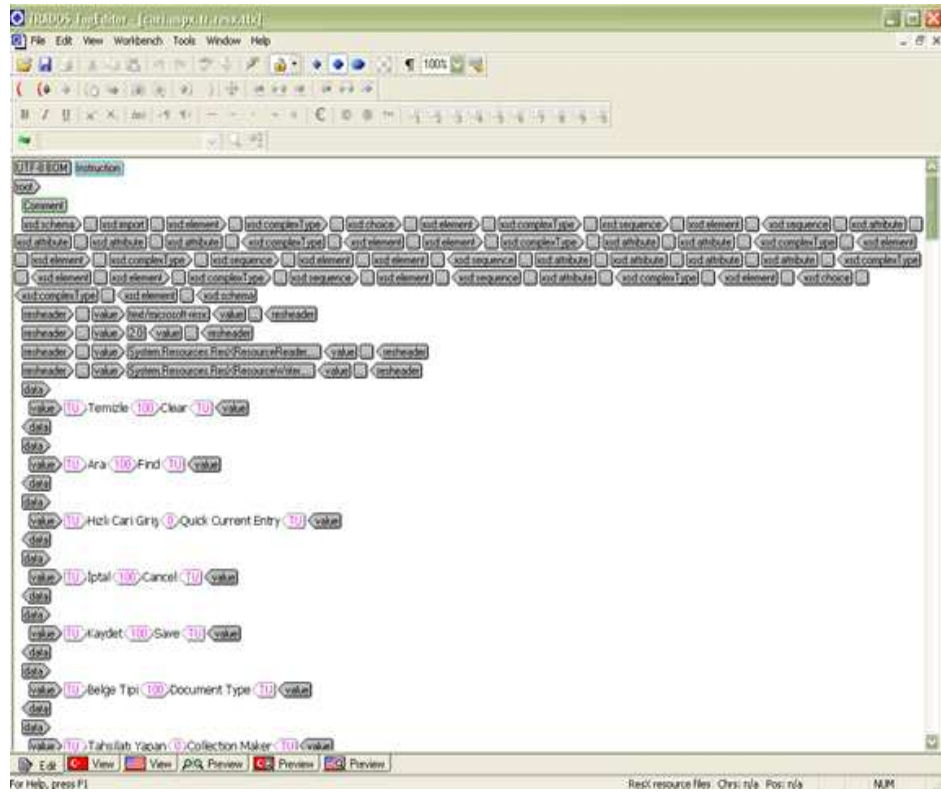 TRADOS TagEditor - [cari.aspx.tr.resx.ttx]
File Edit View Workbench Tools Window Help
100%
UTF-8 BOM Instruction
root
Comment
xsd:schema xsd:import xsd:element xsd:complexType xsd:choice xsd:element xsd:complexType xsd:sequence xsd:element xsd:sequence xsd:attribute
xsd:attribute xsd:attribute xsd:attribute xsd:complexType xsd:element xsd:element xsd:complexType xsd:attribute xsd:attribute xsd:complexType xsd:element
xsd:element xsd:complexType xsd:sequence xsd:element xsd:element xsd:sequence xsd:attribute xsd:attribute xsd:attribute xsd:complexType
xsd:element xsd:element xsd:complexType xsd:sequence xsd:element xsd:sequence xsd:attribute xsd:complexType xsd:element xsd:choice
xsd:complexType xsd:element xsd:schema
resheader value text/microsoft-resx value resheader
resheader value 2.0 value resheader
resheader value System.Resources.ResXResourceReader... value resheader
resheader value System.Resources.ResXResourceWriter... value resheader
data
value TU Temizle 100 Clear TU value
data
data
value TU Ara 100 Find TU value
data
data
value TU Hızlı Cari Giriş 0 Quick Current Entry TU value
data
data
value TU İptal 100 Cancel TU value
data
data
value TU Kaydet 100 Save TU value
data
data
value TU Belge Tipi 100 Document Type TU value
data
data
value TU Tahsilatı Yapan 0 Collection Maker TU value
Edit View View Preview Preview Preview
For Help, press F1 ResX resource files Chrs: n/a Pos: n/a NUM